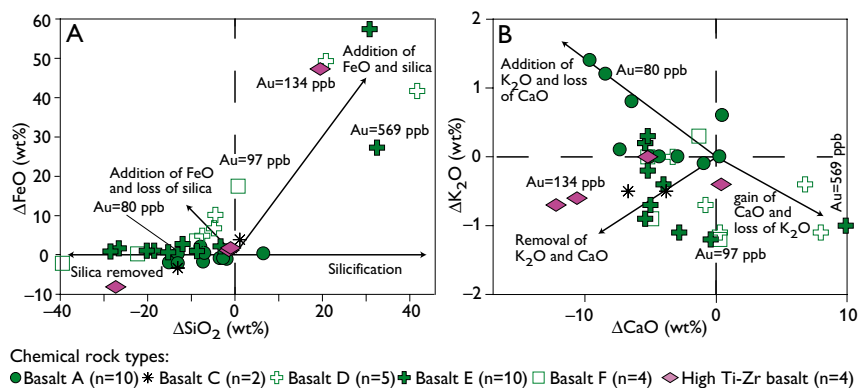 A
60
50
40
30
20
10
0
−10
ΔFeO (wt%)
−40
−20
0
20
40
ΔSiO2 (wt%)
Addition of
FeO and silica
Au=134 ppb
Au=569 ppb
Au=97 ppb
Addition of FeO
and loss of silica
Au=80 ppb
Silica removed
Silicification
B
2
1
0
−1
−2
ΔK2O (wt%)
−10
0
10
ΔCaO (wt%)
Addition of
K2O and loss
of CaO
Au=80 ppb
Au=569 ppb
Au=134 ppb
gain of
CaO and
loss of K2O
Removal of
K2O and CaO
Au=97 ppb
Chemical rock types:
Basalt A (n=10) Basalt C (n=2) Basalt D (n=5) Basalt E (n=10) Basalt F (n=4) High Ti-Zr basalt (n=4)